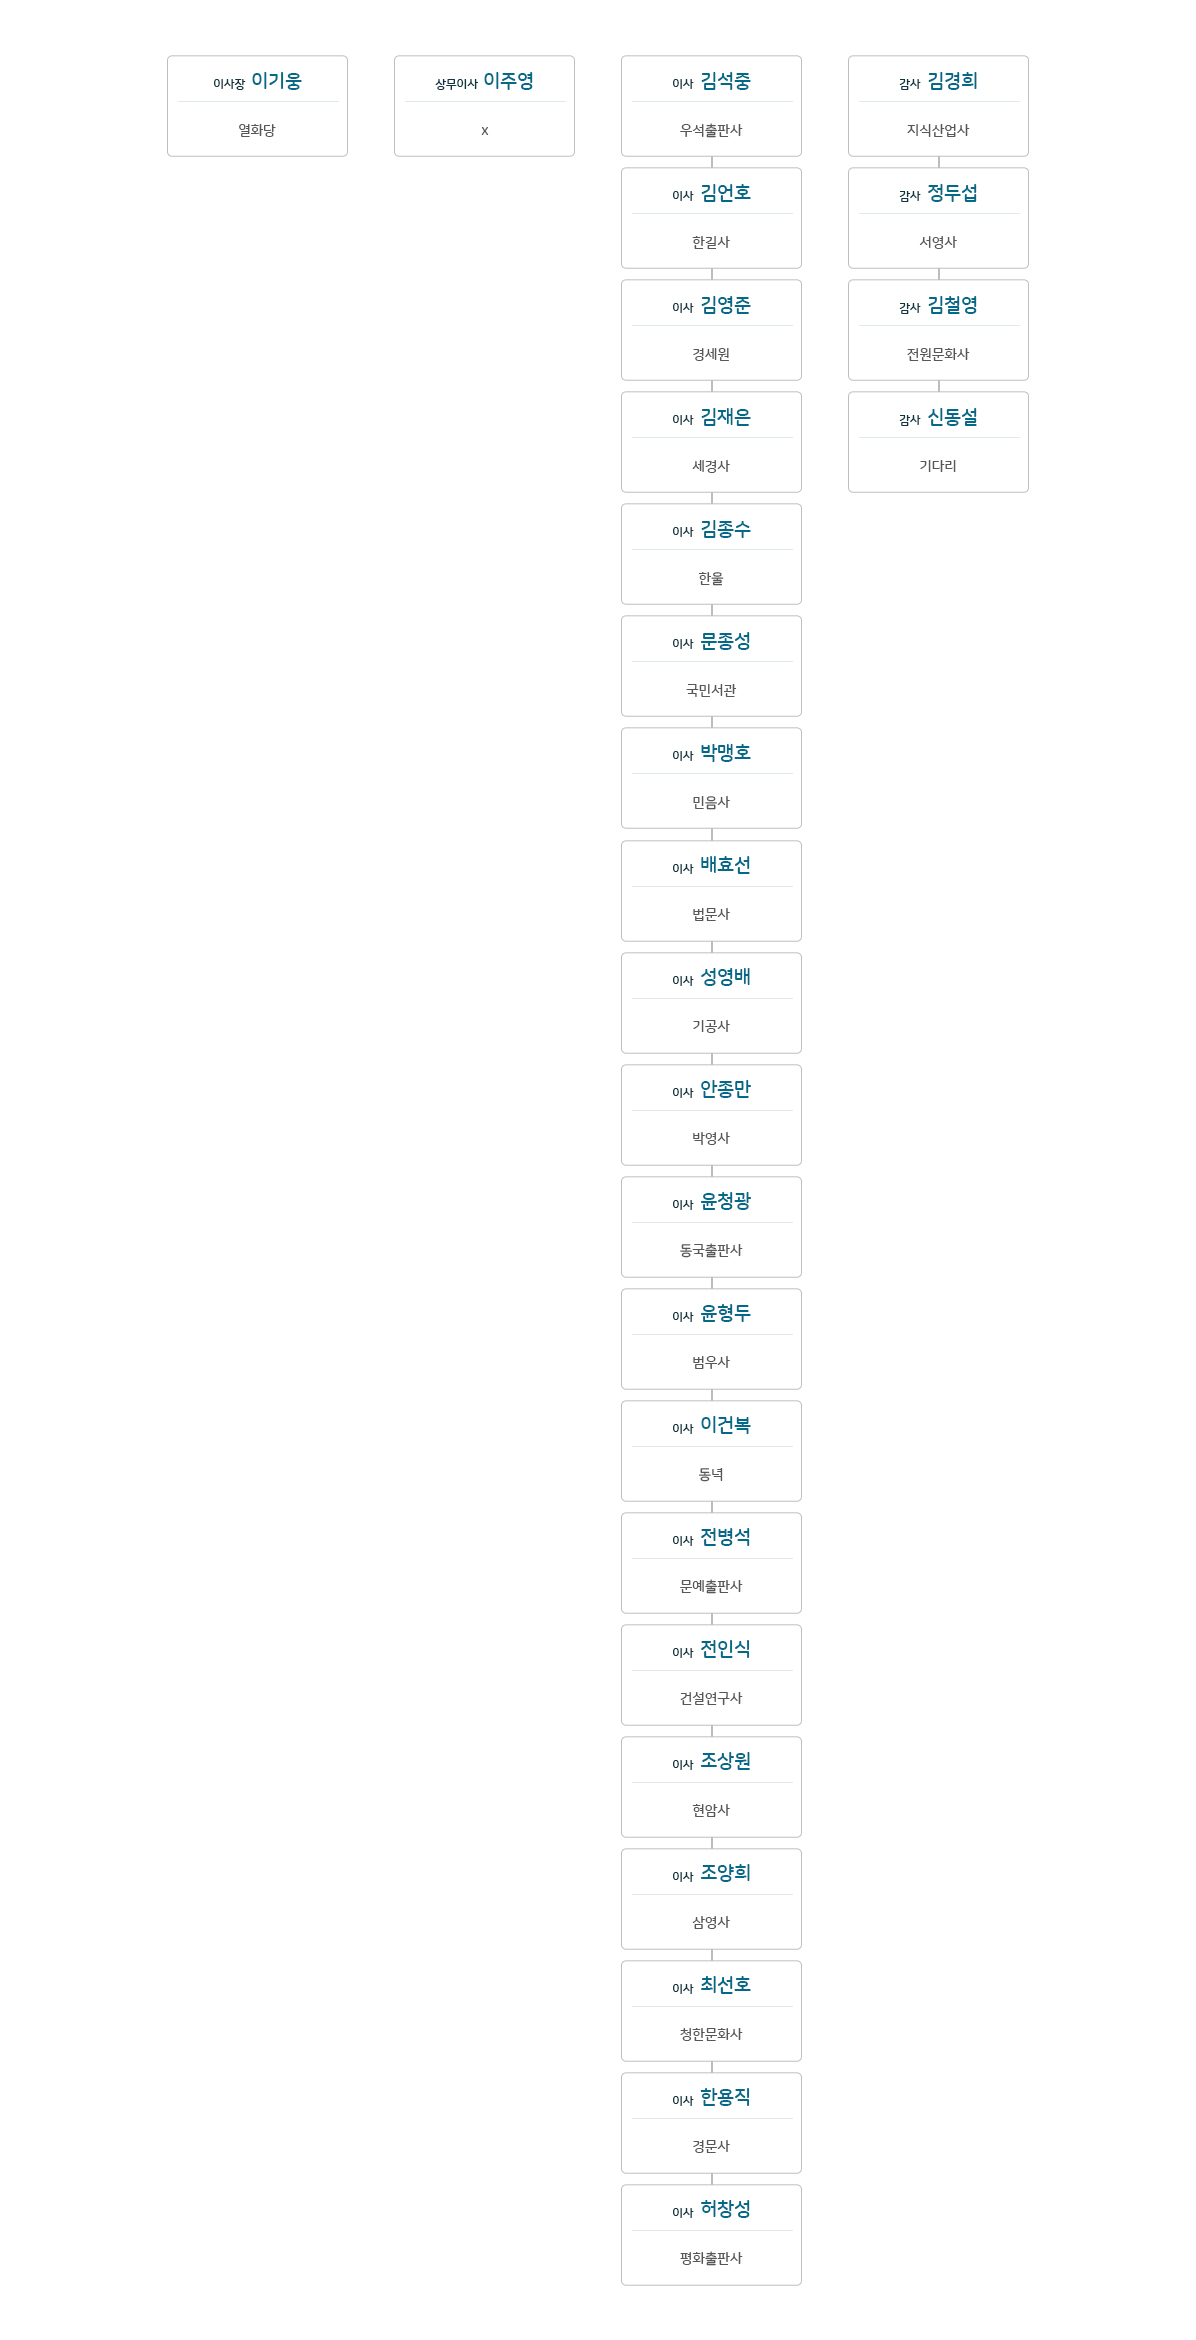 이사장 이기웅
열화당
상무이사 이주영
x
이사 김석중
우석출판사
이사 김언호
한길사
이사 김영준
경세원
이사 김재은
세경사
이사 김종수
한울
이사 문종성
국민서관
이사 박맹호
민음사
이사 배효선
법문사
이사 성영배
기공사
이사 안종만
박영사
이사 윤청광
동국출판사
이사 윤형두
범우사
이사 이건복
동녘
이사 전병석
문예출판사
이사 전인식
건설연구사
이사 조상원
현암사
이사 조양희
삼영사
이사 최선호
청한문화사
이사 한용직
경문사
이사 허창성
평화출판사
감사 김경희
지식산업사
감사 정두섭
서영사
감사 김철영
전원문화사
감사 신동설
기다리